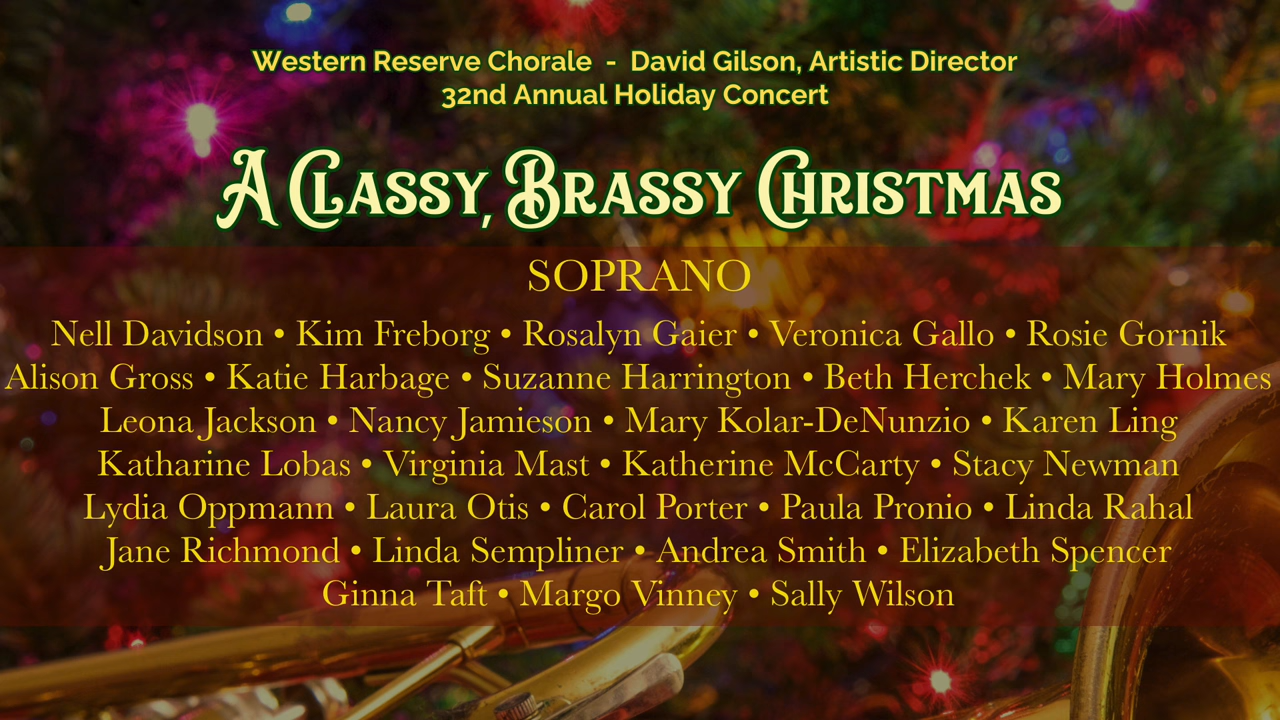 Western Reserve Chorale - David Gilson, Artistic Director
32nd Annual Holiday Concert
A Classy, Brassy Christmas
SOPRANO
Nell Davidson • Kim Freborg • Rosalyn Gaier • Veronica Gallo • Rosie Gornik
Alison Gross • Katie Harbage • Suzanne Harrington • Beth Herchek • Mary Holmes
Leona Jackson • Nancy Jamieson • Mary Kolar-DeNunzio • Karen Ling
Katharine Lobas • Virginia Mast • Katherine McCarty • Stacy Newman
Lydia Oppmann • Laura Otis • Carol Porter • Paula Pronio • Linda Rahal
Jane Richmond • Linda Sempliner • Andrea Smith • Elizabeth Spencer
Ginna Taft • Margo Vinney • Sally Wilson